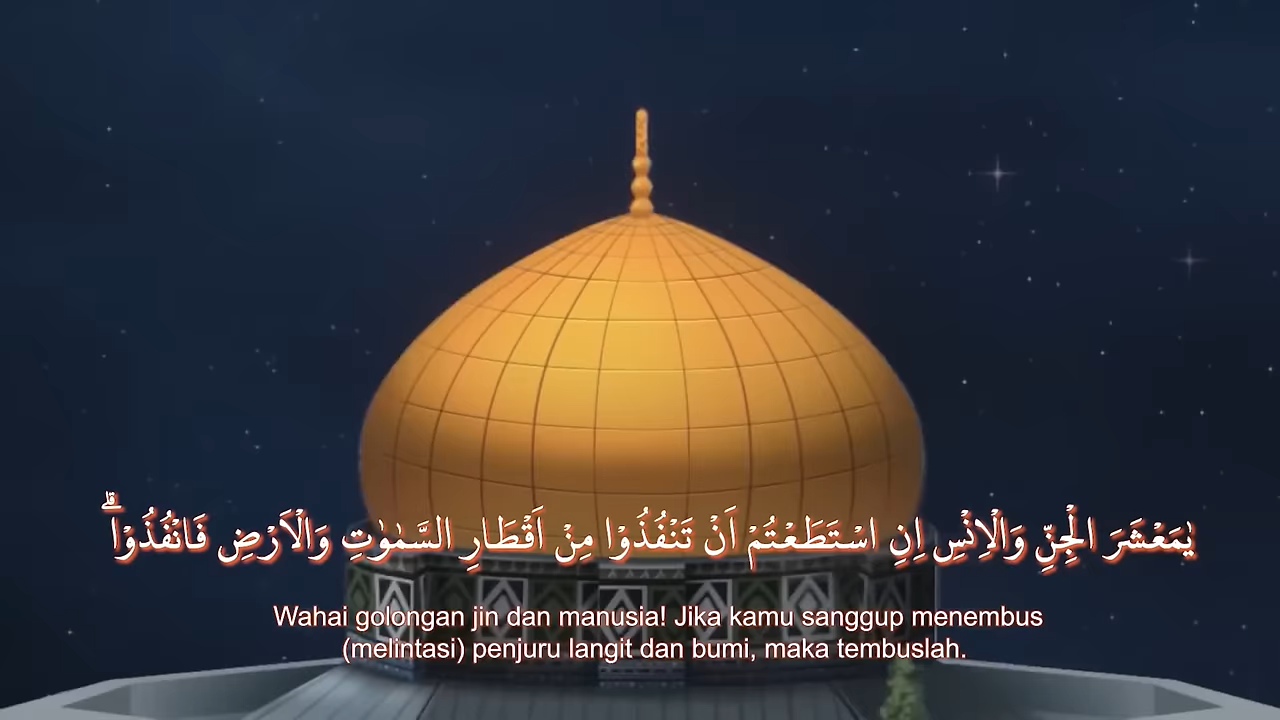 يٰمَعْشَرَ الْجِنِّ وَالْاِنْسِ اِنِ اسْتَطَعْتُمْ اَنْ تَنْفُذُوْا مِنْ اَقْطَارِ السَّمٰوٰتِ وَالْاَرْضِ فَانْفُذُوْاۗ
Wahai golongan jin dan manusia! Jika kamu sanggup menembus
(melintasi) penjuru langit dan bumi, maka tembuslah.